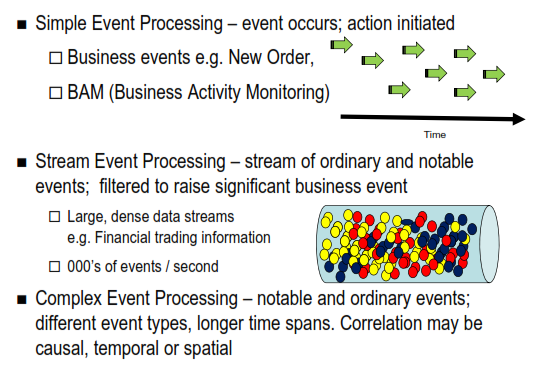 ■ Simple Event Processing – event occurs; action initiated
□ Business events e.g. New Order,
□ BAM (Business Activity Monitoring)
Time
■ Stream Event Processing – stream of ordinary and notable
events;  filtered to raise significant business event
□ Large, dense data streams
e.g. Financial trading information
□ 000's of events / second
■ Complex Event Processing – notable and ordinary events;
different event types, longer time spans. Correlation may be
causal, temporal or spatial